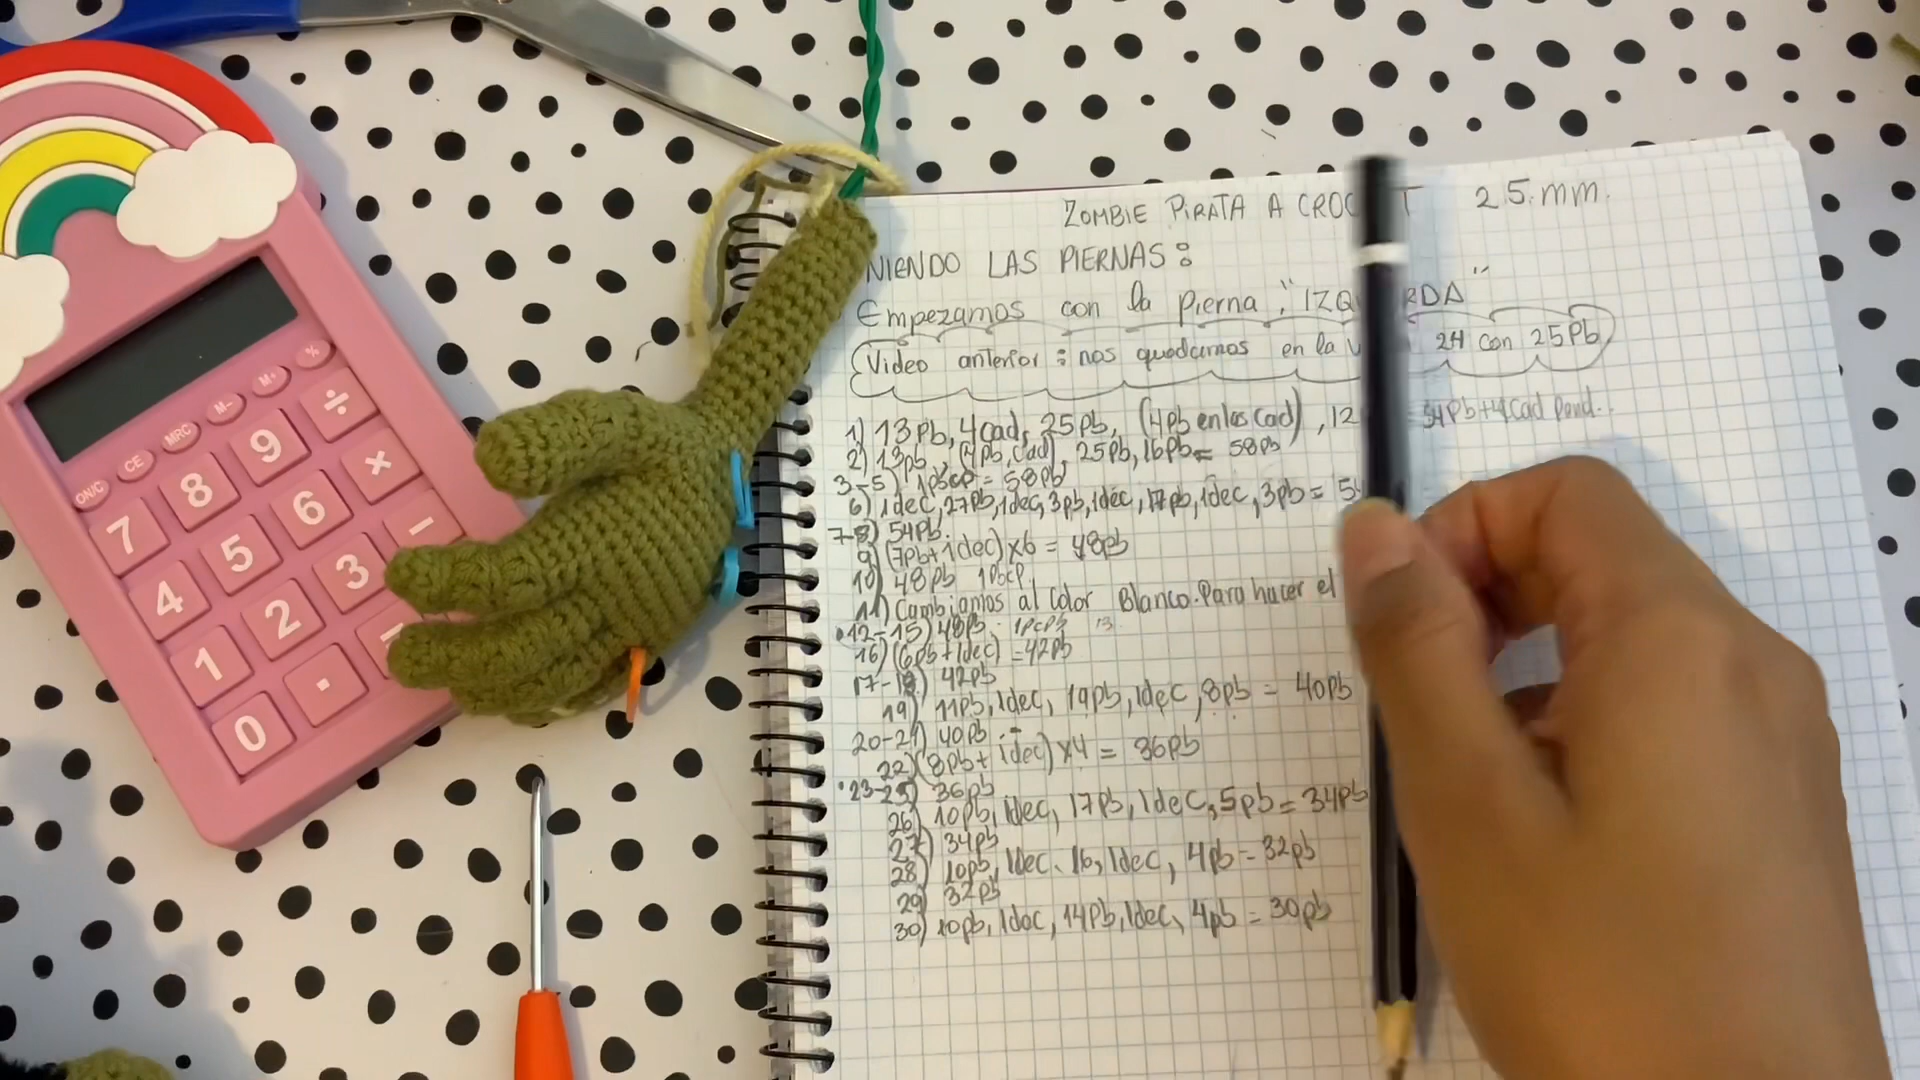 ZOMBIE PIRATA A CROC T 2.5.mm.
NIENDO LAS PIERNAS:
Empezamos con la pierna "IZQ RDA"
Video anterior: nos quedamos en la v 24 con 25Pb
1) 13Pb, 4cad, 25Pb, (4Pb en las cad), 12 = 54Pb+4Cad Pend.
2) 13pb, (4Pb, Cad), 25Pb, 16Pb = 58Pb
3-5) 1pbcp = 58Pb
6) 1dec, 27Pb, 1dec, 3pb, 1dec, 17pb, 1dec, 3pb = 5
7-8) 54Pb.
9) (7Pb+1dec)x6 = 48pb
10) 48pb 1Pbcp.
11) Cambiamos al Color Blanco. Para hacer el
12-15) 48Pb.
16) (6pb+1dec) = 42Pb
17-18) 42Pb
19) 11Pb, 1dec, 19pb, 1dec, 8pb = 40Pb
20-21) 40Pb.
22) (8pb+1dec)x4 = 36pb
23-25) 36pb
26) 10pb, 1dec, 17pb, 1dec, 5pb = 34Pb
27) 34Pb
28) 10pb, 1dec, 16, 1dec, 4pb = 32pb
29) 32Pb
30) 10pb, 1dec, 14Pb, 1dec, 4pb = 30pb
ON/C CE MRC M- M+ %
7 8 9 ÷
4 5 6 ×
1 2 3 −
0 . =